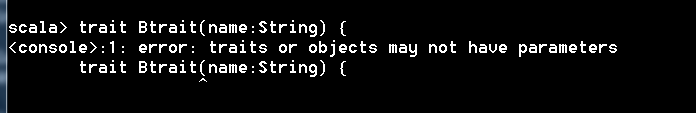 scala> trait Btrait(name:String) {
<console>:1: error: traits or objects may not have parameters
       trait Btrait(name:String) {
                   ^